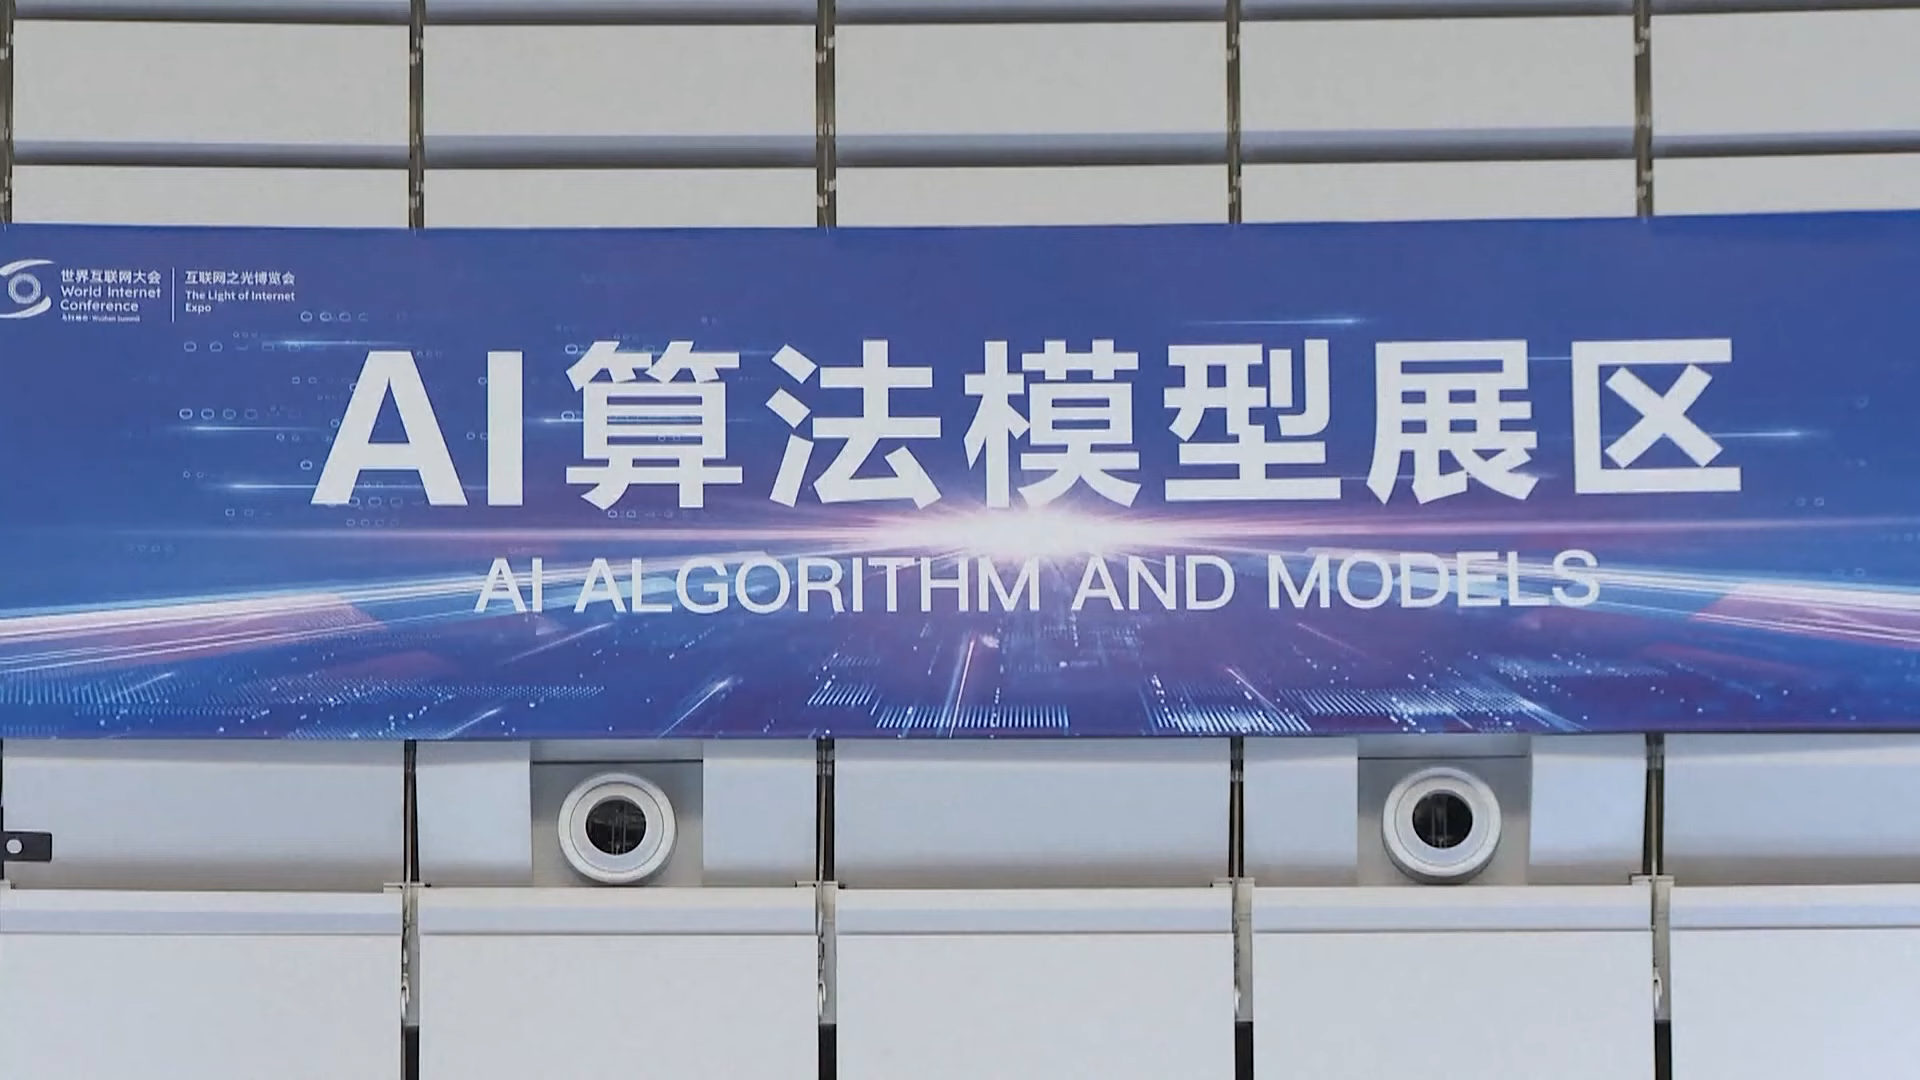 世界互联网大会
World Internet
Conference
互联网之光博览会
The Light of Internet
Expo
AI算法模型展区
AI ALGORITHM AND MODELS